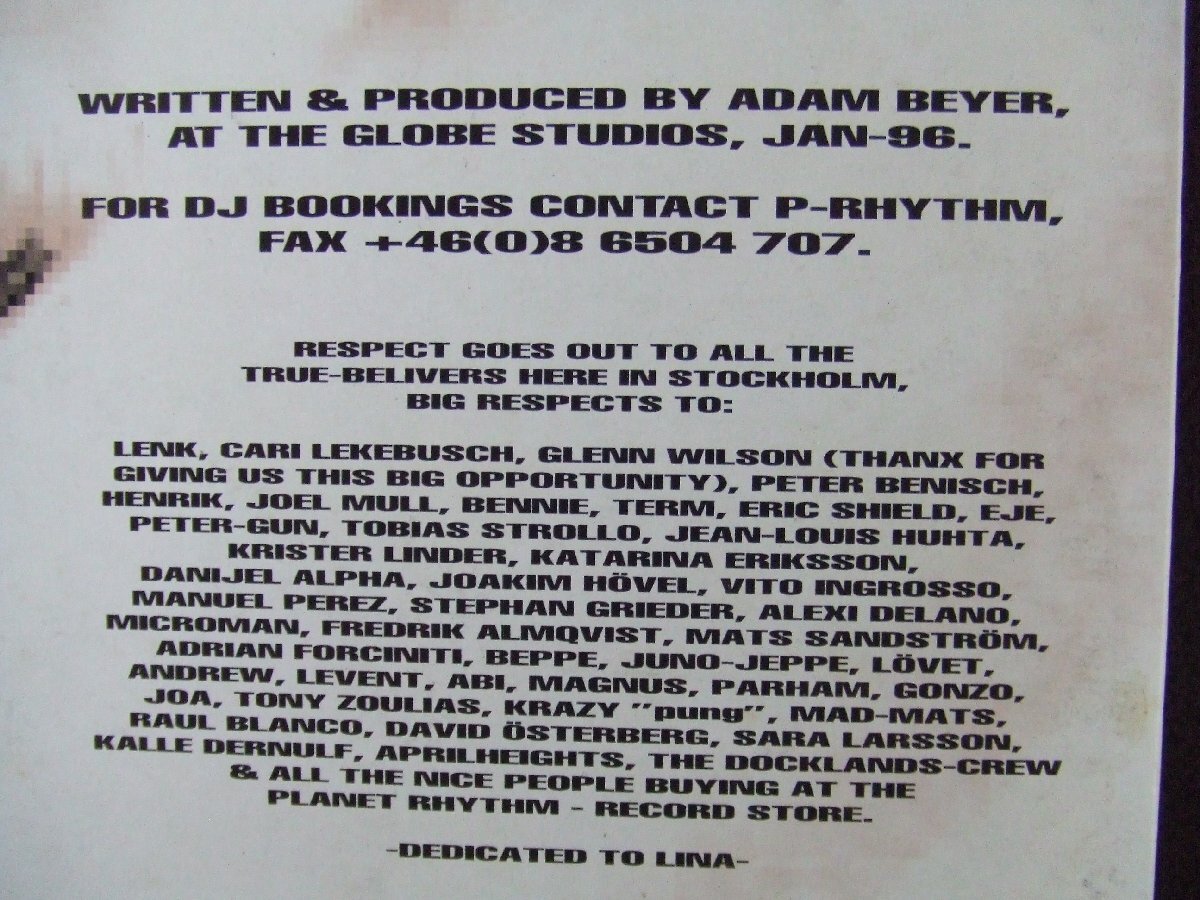 WRITTEN & PRODUCED BY ADAM BEYER,
AT THE GLOBE STUDIOS, JAN-96.
FOR DJ BOOKINGS CONTACT P-RHYTHM,
FAX +46(0)8 6504 707.
RESPECT GOES OUT TO ALL THE
TRUE-BELIVERS HERE IN STOCKHOLM,
BIG RESPECTS TO:
LENK, CARI LEKEBUSCH, GLENN WILSON (THANX FOR
GIVING US THIS BIG OPPORTUNITY), PETER BENISCH,
HENRIK, JOEL MULL, BENNIE, TERM, ERIC SHIELD, EJE,
PETER-GUN, TOBIAS STROLLO, JEAN-LOUIS HUHTA,
KRISTER LINDER, KATARINA ERIKSSON,
DANIJEL ALPHA, JOAKIM HÖVEL, VITO INGROSSO,
MANUEL PEREZ, STEPHAN GRIEDER, ALEXI DELANO,
MICROMAN, FREDRIK ALMQVIST, MATS SANDSTRÖM,
ADRIAN FORCINITI, BEPPE, JUNO-JEPPE, LÖVET,
ANDREW, LEVENT, ABI, MAGNUS, PARHAM, GONZO,
JOA, TONY ZOULIAS, KRAZY "pung", MAD-MATS,
RAUL BLANCO, DAVID ÖSTERBERG, SARA LARSSON,
KALLE DERNULF, APRILHEIGHTS, THE DOCKLANDS-CREW
& ALL THE NICE PEOPLE BUYING AT THE
PLANET RHYTHM - RECORD STORE.
-DEDICATED TO LINA-